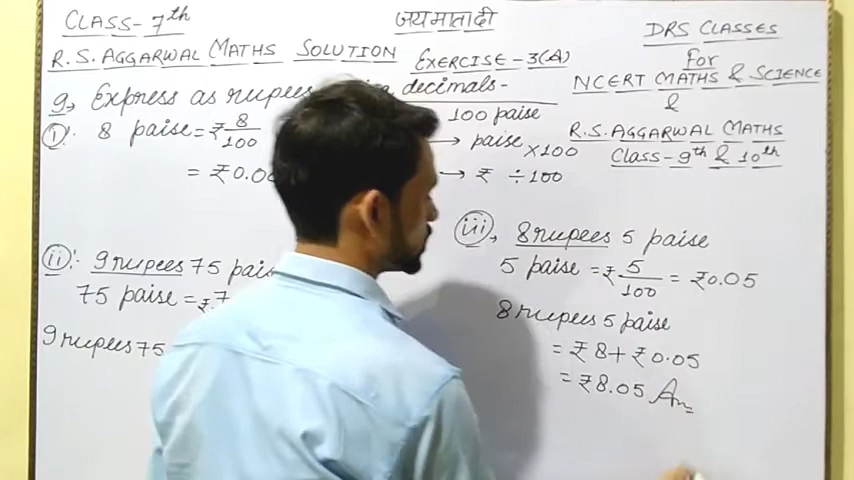 CLASS-7th
जय माता दी
R.S. AGGARWAL MATHS SOLUTION EXERCISE-3(A)
DRS CLASSES
For
NCERT MATHS & SCIENCE
&
R.S. AGGARWAL MATHS
Class-9th & 10th
9, Express as rupees decimals-
(i) 8 paise = ₹ 8/100
= ₹0.0
100 paise
→ paise ×100
→ ₹ ÷100
(ii) 9 rupees 75 pais
75 paise = ₹ 7
9 rupees 75
(iii), 8 rupees 5 paise
5 paise = ₹ 5/100 = ₹0.05
8 rupees 5 paise
= ₹8 + ₹0.05
= ₹8.05 Ans